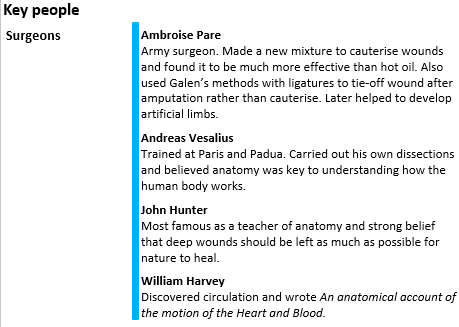 Key people
Surgeons
Ambroise Pare
Army surgeon. Made a new mixture to cauterise wounds
and found it to be much more effective than hot oil. Also
used Galen's methods with ligatures to tie-off wound after
amputation rather than cauterise. Later helped to develop
artificial limbs.
Andreas Vesalius
Trained at Paris and Padua. Carried out his own dissections
and believed anatomy was key to understanding how the
human body works.
John Hunter
Most famous as a teacher of anatomy and strong belief
that deep wounds should be left as much as possible for
nature to heal.
William Harvey
Discovered circulation and wrote An anatomical account of
the motion of the Heart and Blood.